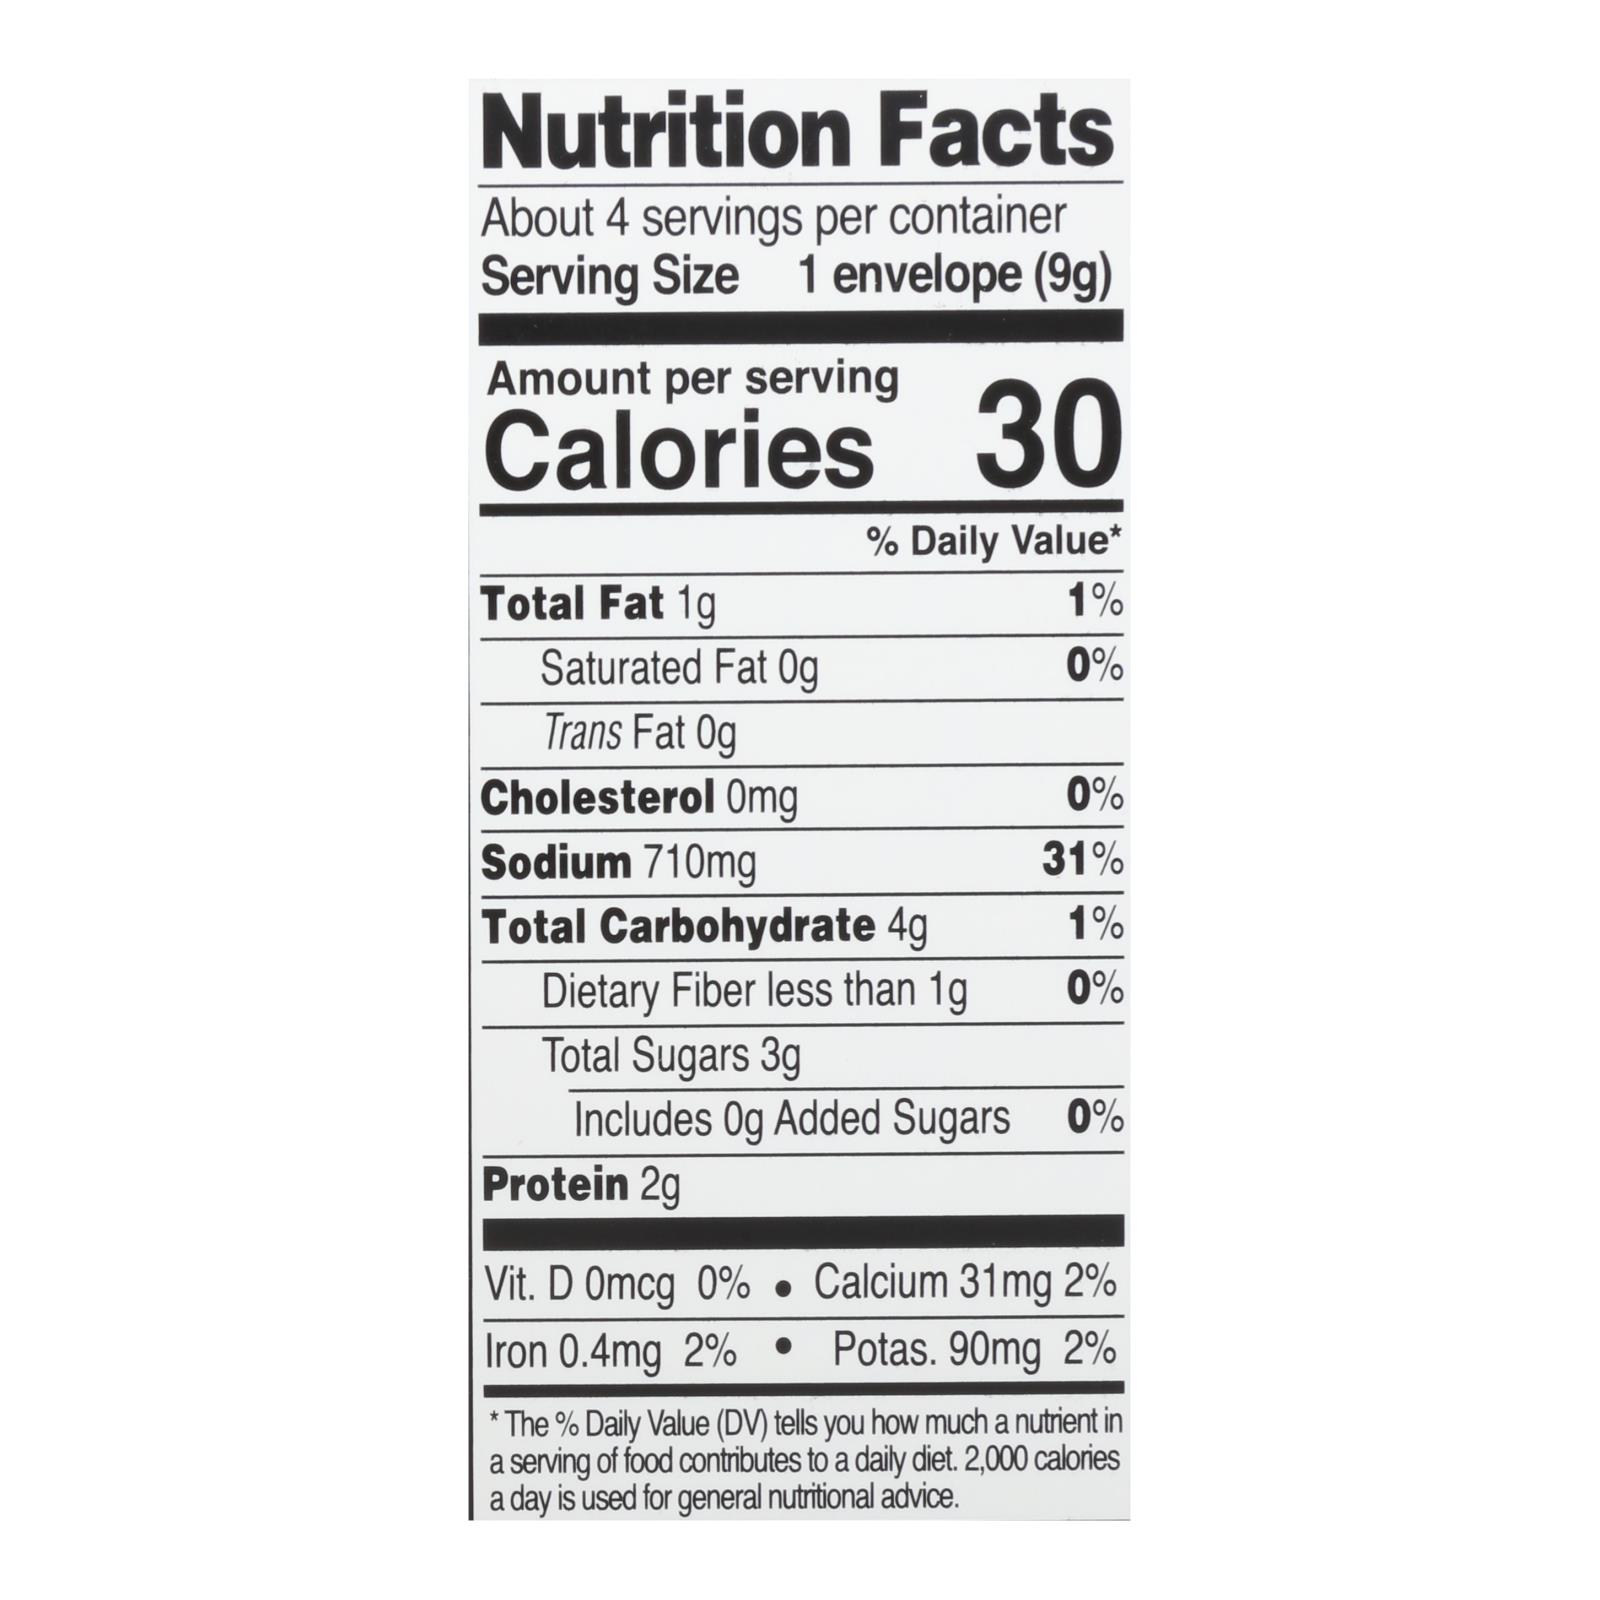 Nutrition Facts
About 4 servings per container
Serving Size 1 envelope (9g)
Amount per serving
Calories 30
% Daily Value*
Total Fat 1g 1%
Saturated Fat 0g 0%
Trans Fat 0g
Cholesterol 0mg 0%
Sodium 710mg 31%
Total Carbohydrate 4g 1%
Dietary Fiber less than 1g 0%
Total Sugars 3g
Includes 0g Added Sugars 0%
Protein 2g
Vit. D 0mcg 0% • Calcium 31mg 2%
Iron 0.4mg 2% • Potas. 90mg 2%
* The % Daily Value (DV) tells you how much a nutrient in
a serving of food contributes to a daily diet. 2,000 calories
a day is used for general nutritional advice.